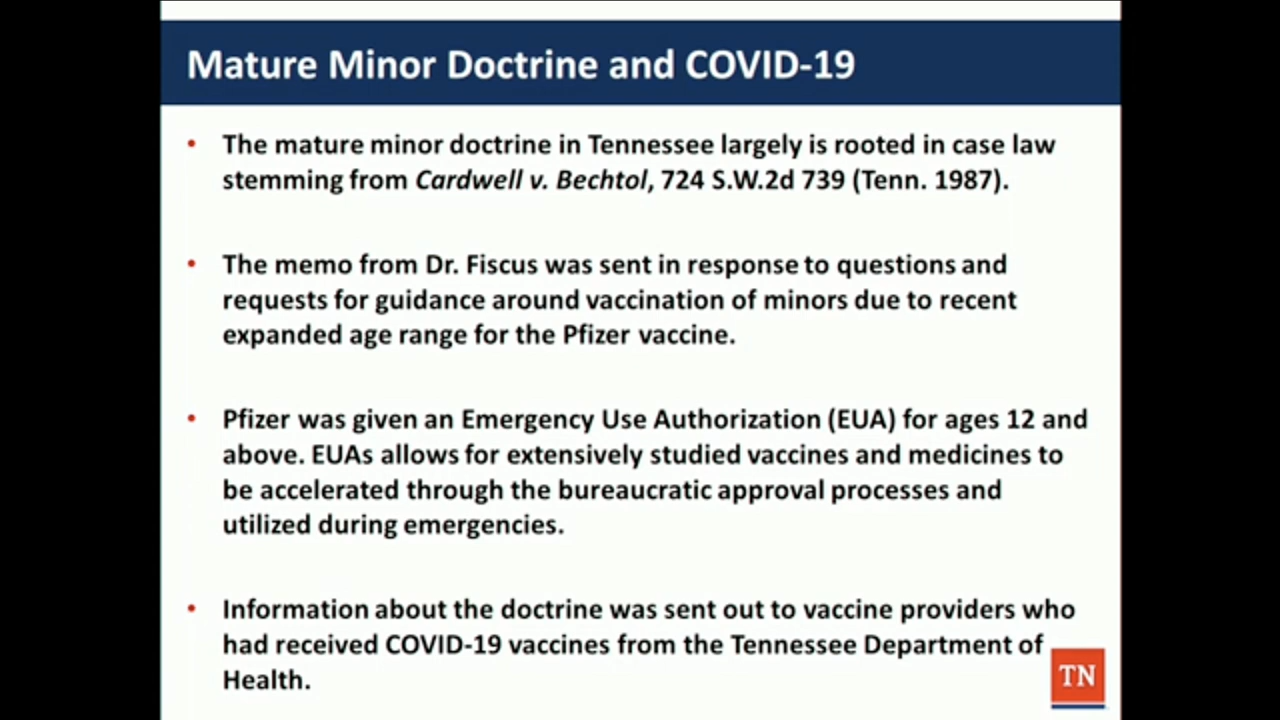 Mature Minor Doctrine and COVID-19
• The mature minor doctrine in Tennessee largely is rooted in case law
stemming from Cardwell v. Bechtol, 724 S.W.2d 739 (Tenn. 1987).
• The memo from Dr. Fiscus was sent in response to questions and
requests for guidance around vaccination of minors due to recent
expanded age range for the Pfizer vaccine.
• Pfizer was given an Emergency Use Authorization (EUA) for ages 12 and
above. EUAs allows for extensively studied vaccines and medicines to
be accelerated through the bureaucratic approval processes and
utilized during emergencies.
• Information about the doctrine was sent out to vaccine providers who
had received COVID-19 vaccines from the Tennessee Department of
Health.
TN